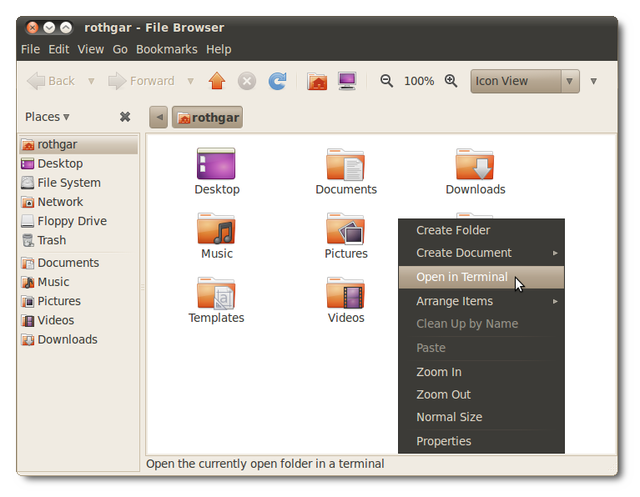 rothgar - File Browser
File Edit View Go Bookmarks Help
Back Forward 100% Icon View
Places
rothgar
rothgar
Desktop
File System
Network
Floppy Drive
Trash
Documents
Music
Pictures
Videos
Downloads
Desktop Documents Downloads
Music Pictures
Templates Videos
Create Folder
Create Document
Open in Terminal
Arrange Items
Clean Up by Name
Paste
Zoom In
Zoom Out
Normal Size
Properties
Open the currently open folder in a terminal